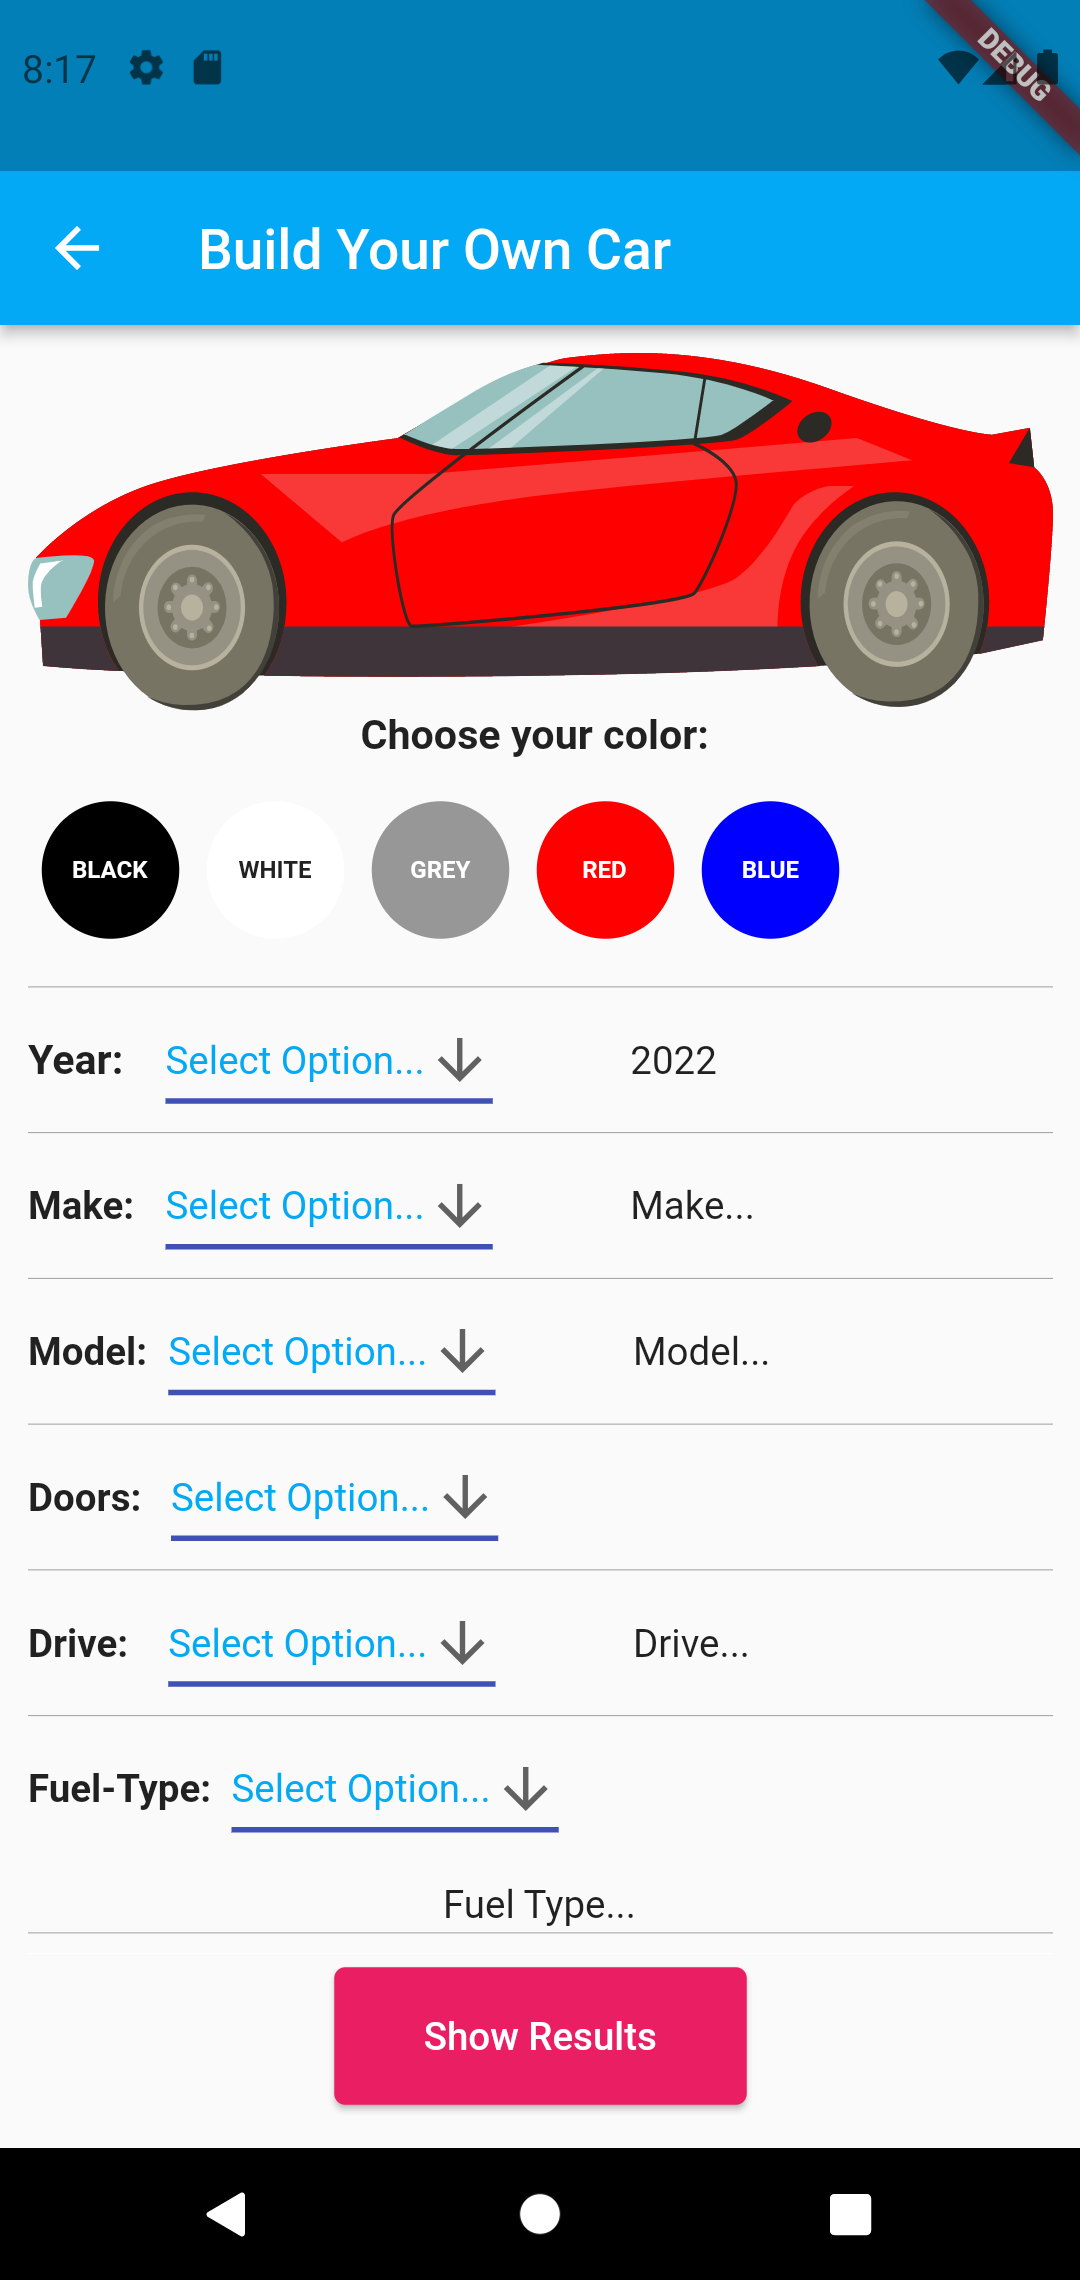 8:17
DEBUG
Build Your Own Car
Choose your color:
BLACK WHITE GREY RED BLUE
Year: Select Option... 2022
Make: Select Option... Make...
Model: Select Option... Model...
Doors: Select Option...
Drive: Select Option... Drive...
Fuel-Type: Select Option...
Fuel Type...
Show Results